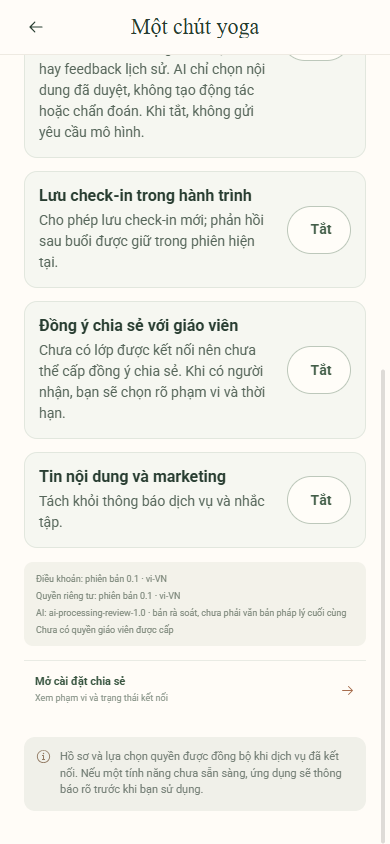 Một chút yoga
hay feedback lịch sử. AI chỉ chọn nội
dung đã duyệt, không tạo động tác
hoặc chẩn đoán. Khi tắt, không gửi
yêu cầu mô hình.
Lưu check-in trong hành trình
Cho phép lưu check-in mới; phản hồi
sau buổi được giữ trong phiên hiện
tại.
Tắt
Đồng ý chia sẻ với giáo viên
Chưa có lớp được kết nối nên chưa
thể cấp đồng ý chia sẻ. Khi có người
nhận, bạn sẽ chọn rõ phạm vi và thời
hạn.
Tắt
Tin nội dung và marketing
Tách khỏi thông báo dịch vụ và nhắc
tập.
Tắt
Điều khoản: phiên bản 0.1 · vi-VN
Quyền riêng tư: phiên bản 0.1 · vi-VN
AI: ai-processing-review-1.0 · bản rà soát, chưa phải văn bản pháp lý cuối cùng
Chưa có quyền giáo viên được cấp
Mở cài đặt chia sẻ
Xem phạm vi và trạng thái kết nối
Hồ sơ và lựa chọn quyền được đồng bộ khi dịch vụ đã kết
nối. Nếu một tính năng chưa sẵn sàng, ứng dụng sẽ thông
báo rõ trước khi bạn sử dụng.